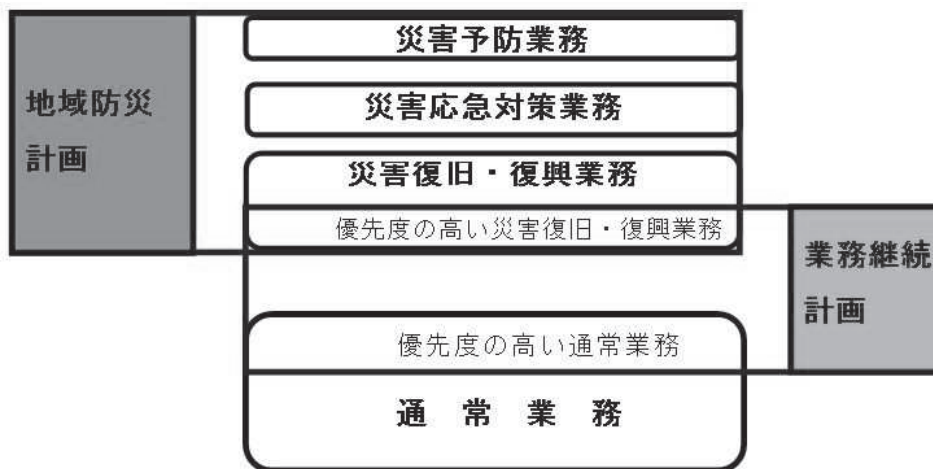 災害予防業務
地域防災
計画
災害応急対策業務
災害復旧・復興業務
優先度の高い災害復旧・復興業務
業務継続
計画
優先度の高い通常業務
通常業務